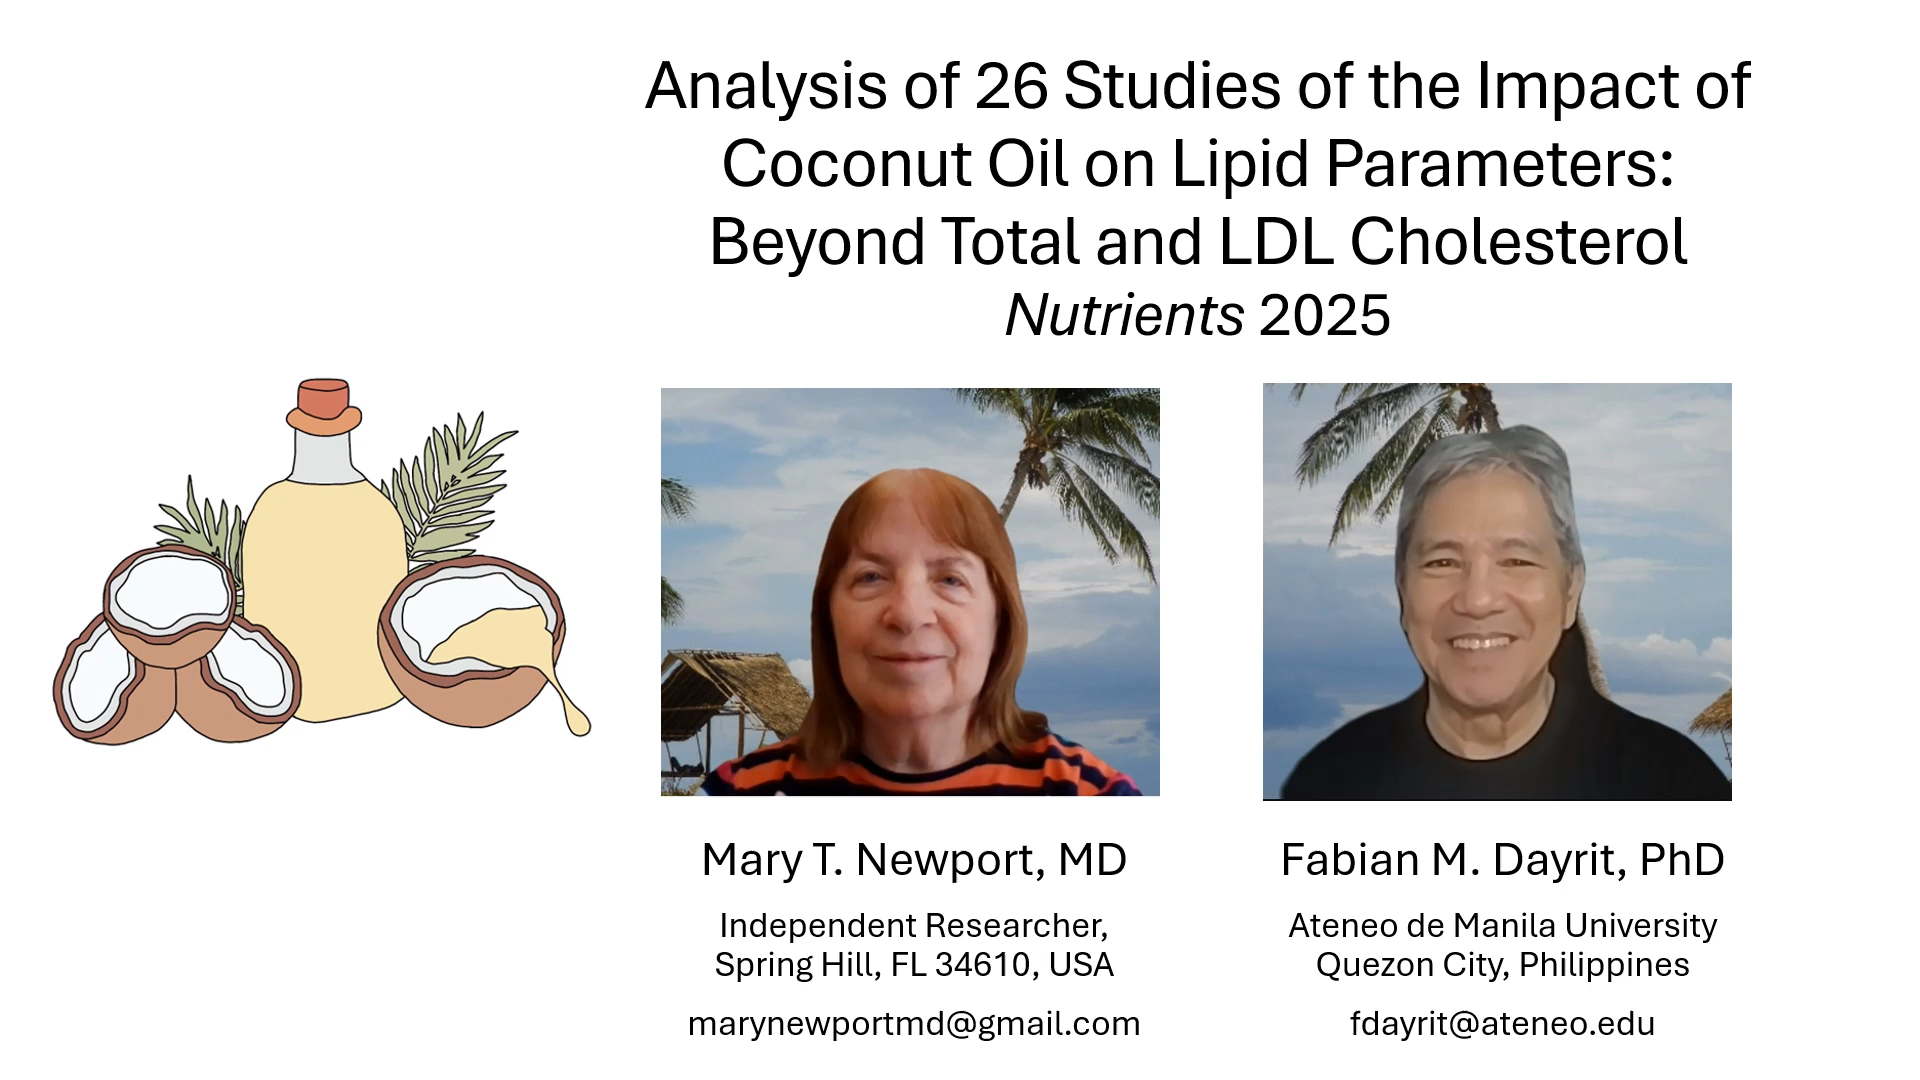 Analysis of 26 Studies of the Impact of
Coconut Oil on Lipid Parameters:
Beyond Total and LDL Cholesterol
Nutrients 2025
Mary T. Newport, MD
Independent Researcher,
Spring Hill, FL 34610, USA
marynewportmd@gmail.com
Fabian M. Dayrit, PhD
Ateneo de Manila University
Quezon City, Philippines
fdayrit@ateneo.edu